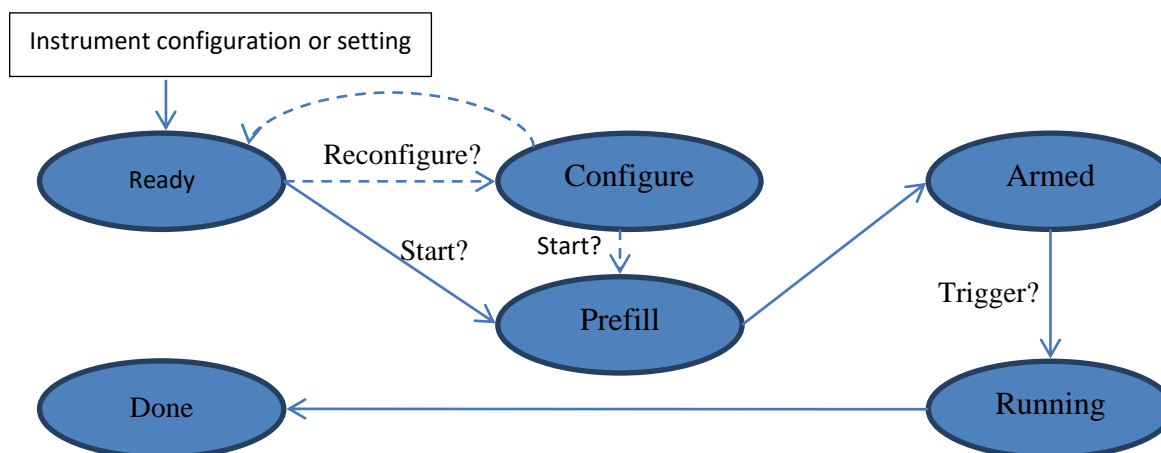 Instrument configuration or setting
Reconfigure?
Ready
Configure
Armed
Start?
Start?
Trigger?
Prefill
Done
Running